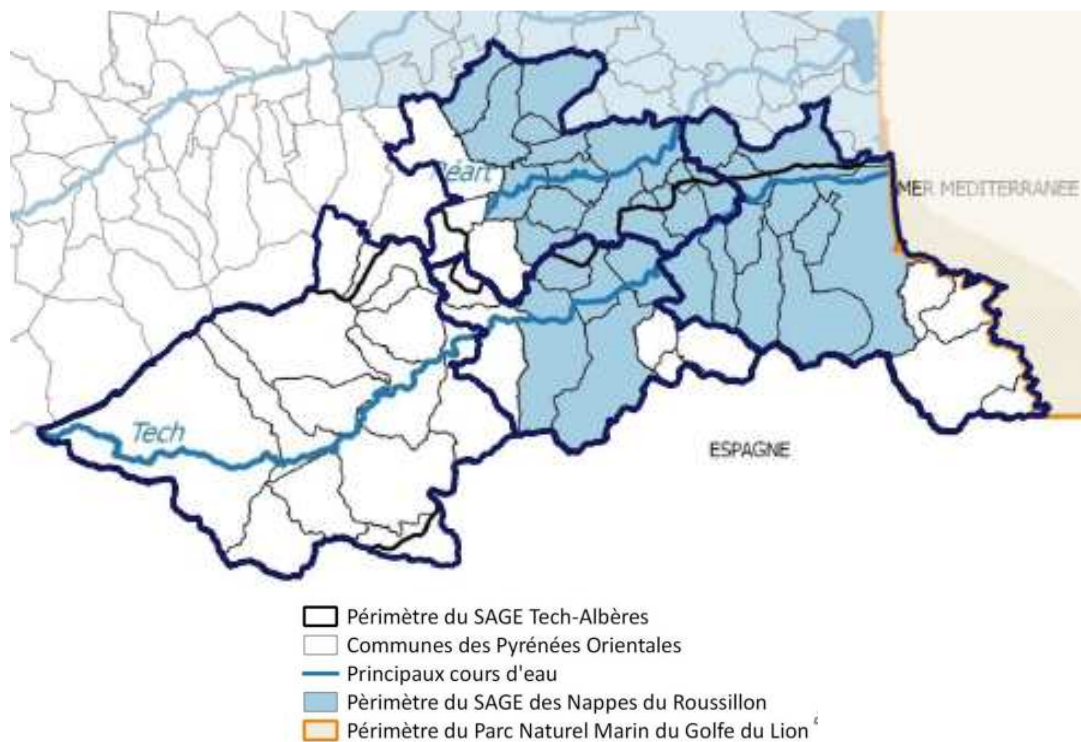 Réart
MER MEDITERRANEE
Tech
ESPAGNE
Périmètre du SAGE Tech-Albères
Communes des Pyrénées Orientales
Principaux cours d'eau
Pèrimètre du SAGE des Nappes du Roussillon
Périmètre du Parc Naturel Marin du Golfe du Lion